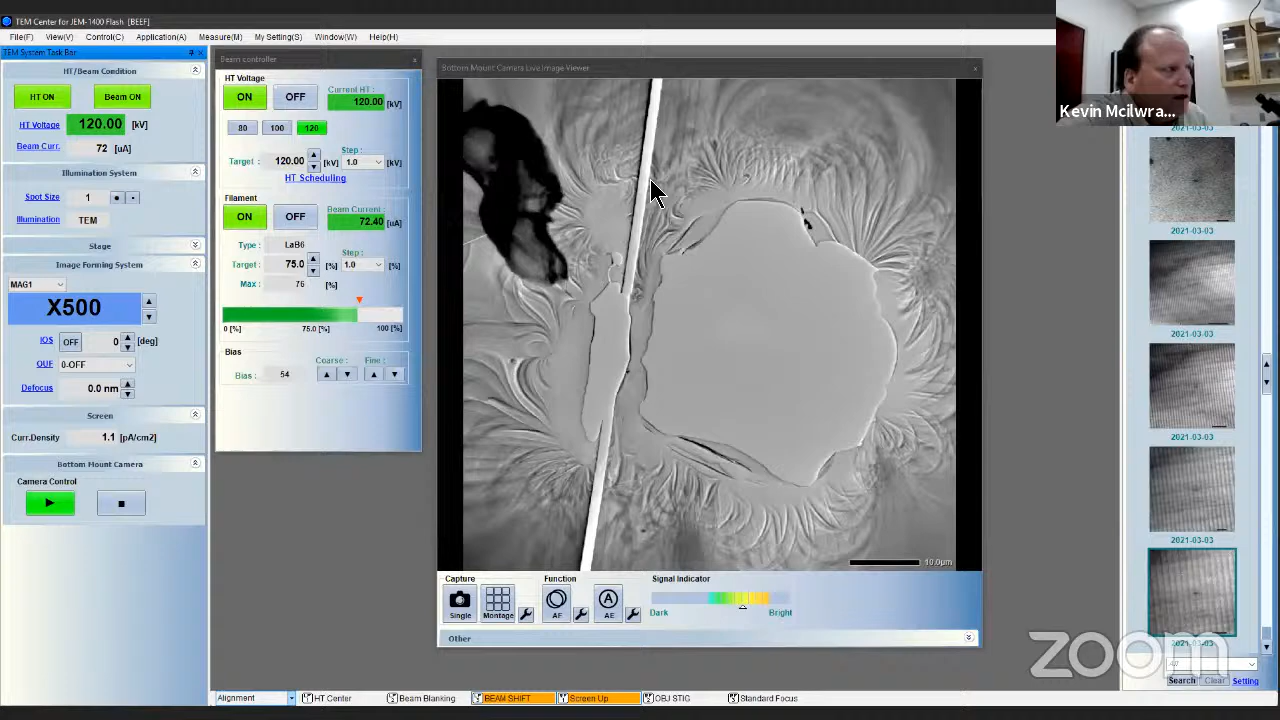 TEM Center for JEM-1400 Flash [BEEF]
File(F) View(V) Control(C) Application(A) Measure(M) My Setting(S) Window(W) Help(H)
TEM System Task Bar
HT/Beam Condition
HT ON Beam ON
HT Voltage 120.00 [kV]
Beam Curr. 72 [uA]
Illumination System
Spot Size 1
Illumination TEM
Stage
Image Forming System
MAG1
X500
IOS OFF 0 [deg]
0-OFF
Defocus 0.0 nm
Screen
Curr.Density 1.1 [pA/cm2]
Bottom Mount Camera
Camera Control
Beam controller
HT Voltage
ON OFF Current HT : 120.00 [kV]
80 100 120
Target : 120.00 [kV] Step : 1.0 [kV]
HT Scheduling
Filament
ON OFF Beam Current : 72.40 [uA]
Type : LaB6
Target : 75.0 [%] Step : 1.0 [%]
Max : 76 [%]
0 [%] 75.0 [%] 100 [%]
Bias
Coarse : Fine :
Bias : 54
Bottom Mount Camera Live Image Viewer
10.0μm
Capture Function Signal Indicator
Single Montage AF AE Dark Bright
Other
Kevin Mcilwra...
2021-03-03
2021-03-03
2021-03-03
2021-03-03
2021-03-03
2021-03-03
All
Search Clear Setting
zoom
Alignment HT Center Beam Blanking BEAM SHIFT Screen Up OBJ STIG Standard Focus